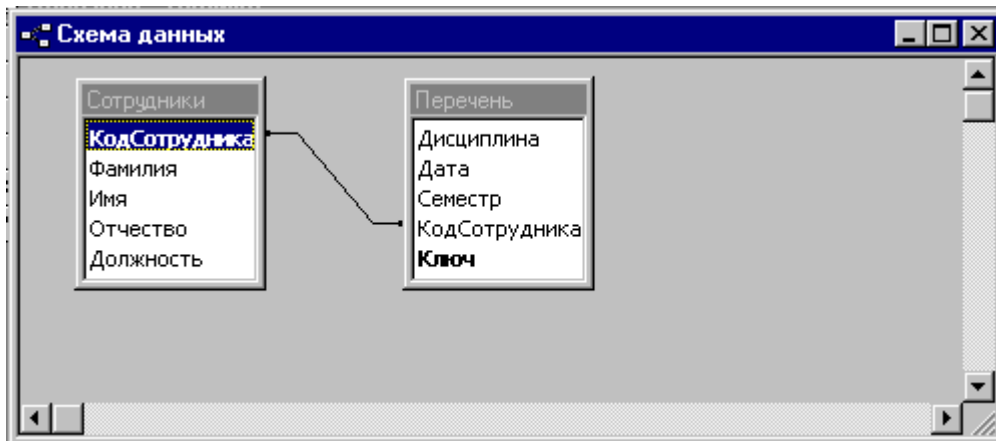 Схема данных
Сотрудники
КодСотрудника
Фамилия
Имя
Отчество
Должность
Перечень
Дисциплина
Дата
Семестр
КодСотрудника
Ключ